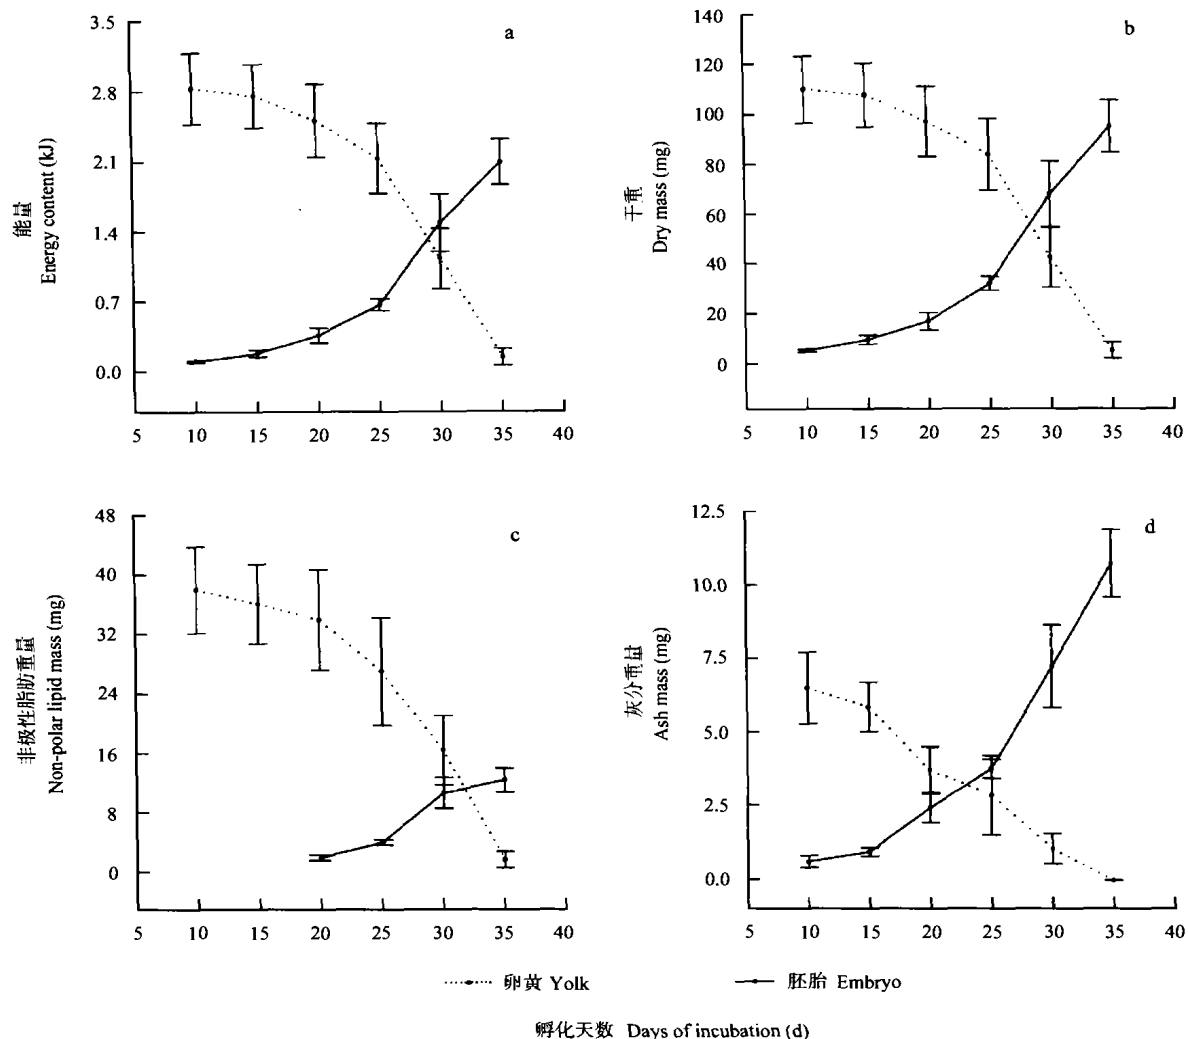 a
3.5
2.8
2.1
1.4
0.7
0.0
能量
Energy content (kJ)
5 10 15 20 25 30 35 40
b
140
120
100
80
60
40
20
0
干重
Dry mass (mg)
5 10 15 20 25 30 35 40
c
48
40
32
24
16
8
0
非极性脂肪重量
Non-polar lipid mass (mg)
5 10 15 20 25 30 35 40
d
12.5
10.0
7.5
5.0
2.5
0.0
灰分重量
Ash mass (mg)
5 10 15 20 25 30 35 40
卵黄 Yolk
胚胎 Embryo
孵化天数 Days of incubation (d)